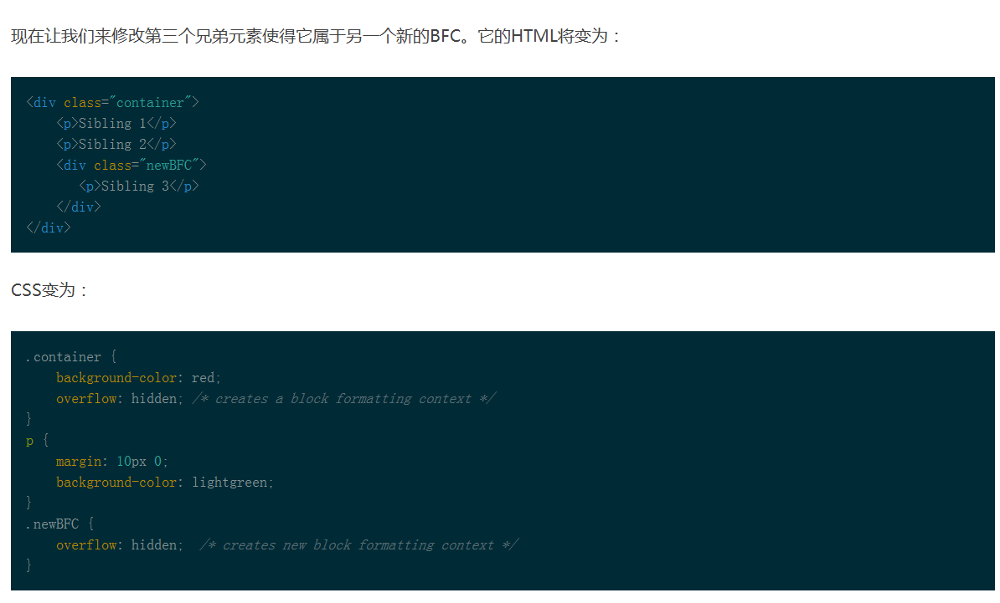 现在让我们来修改第三个兄弟元素使得它属于另一个新的BFC。它的HTML将变为：
<div class="container">
    <p>Sibling 1</p>
    <p>Sibling 2</p>
    <div class="newBFC">
       <p>Sibling 3</p>
    </div>
</div>
CSS变为：
.container {
    background-color: red;
    overflow: hidden; /* creates a block formatting context */
}
p {
    margin: 10px 0;
    background-color: lightgreen;
}
.newBFC {
    overflow: hidden;  /* creates new block formatting context */
}